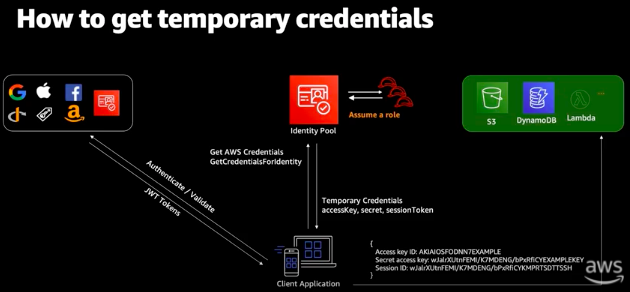 How to get temporary credentials
Identity Pool
Assume a role
S3
DynamoDB
Lambda
Get AWS Credentials
GetCredentialsForIdentity
Authenticate / Validate
JWT Tokens
Temporary Credentials
accessKey, secret, sessionToken
Client Application
{
Access key ID: AKIAIOSFODNN7EXAMPLE
Secret access key: wJalrXUtnFEMI/K7MDENG/bPxRfiCYEXAMPLEKEY
Session ID: wJalrXUtnFEMI/K7MDENG/bPxRfiCYKMPRTSDTTSSH
}
aws